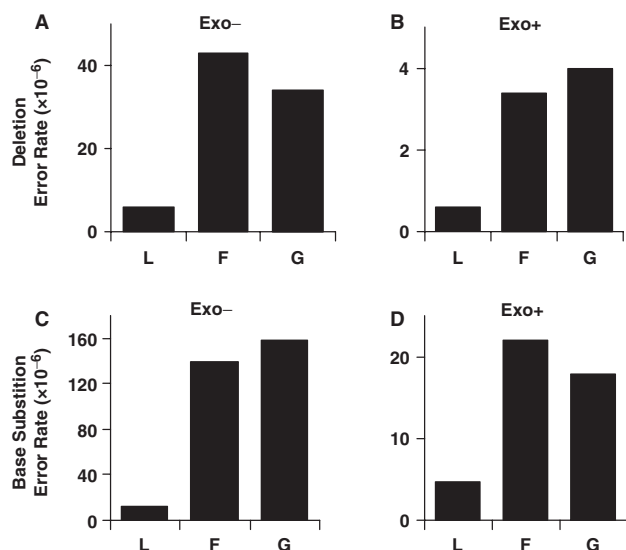 A
Exo−
Deletion
Error Rate (×10⁻⁶)
40
20
0
L F G
B
Exo+
4
2
0
L F G
C
Exo−
Base Substition
Error Rate (×10⁻⁶)
160
120
80
40
0
L F G
D
Exo+
20
10
0
L F G